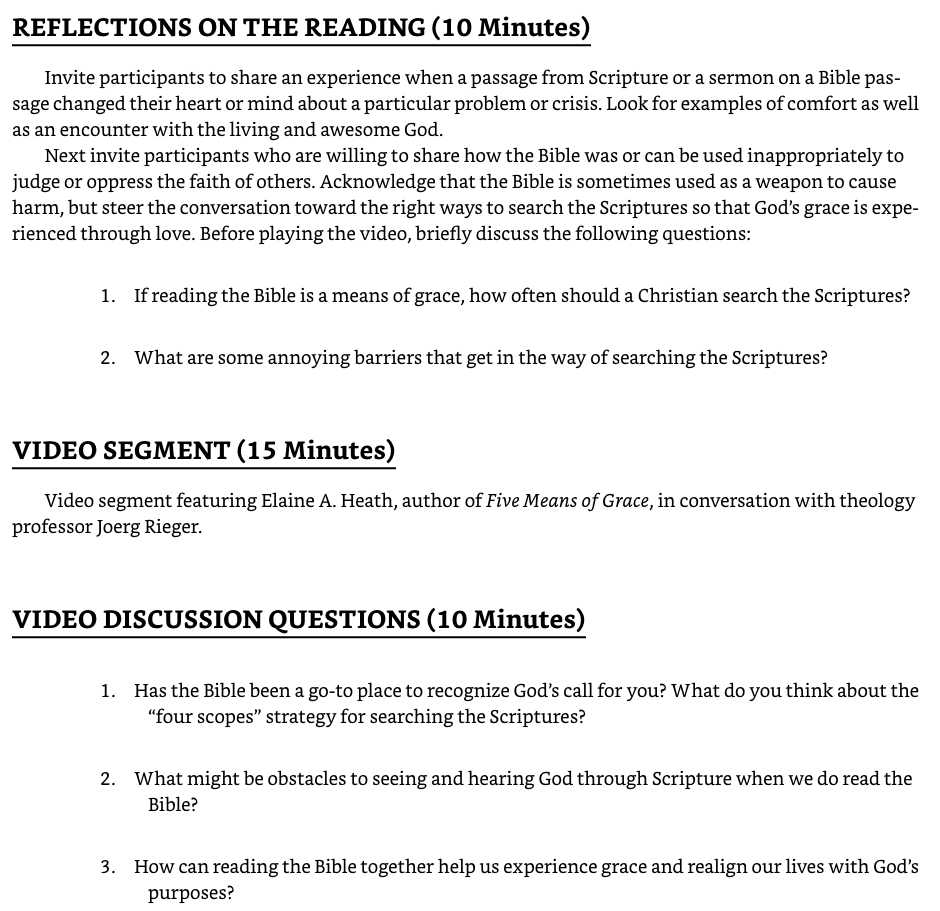 REFLECTIONS ON THE READING (10 Minutes)
Invite participants to share an experience when a passage from Scripture or a sermon on a Bible pas-
sage changed their heart or mind about a particular problem or crisis. Look for examples of comfort as well
as an encounter with the living and awesome God.
Next invite participants who are willing to share how the Bible was or can be used inappropriately to
judge or oppress the faith of others. Acknowledge that the Bible is sometimes used as a weapon to cause
harm, but steer the conversation toward the right ways to search the Scriptures so that God’s grace is expe-
rienced through love. Before playing the video, briefly discuss the following questions:
1. If reading the Bible is a means of grace, how often should a Christian search the Scriptures?
2. What are some annoying barriers that get in the way of searching the Scriptures?
VIDEO SEGMENT (15 Minutes)
Video segment featuring Elaine A. Heath, author of Five Means of Grace, in conversation with theology
professor Joerg Rieger.
VIDEO DISCUSSION QUESTIONS (10 Minutes)
1. Has the Bible been a go-to place to recognize God’s call for you? What do you think about the
“four scopes” strategy for searching the Scriptures?
2. What might be obstacles to seeing and hearing God through Scripture when we do read the
Bible?
3. How can reading the Bible together help us experience grace and realign our lives with God’s
purposes?